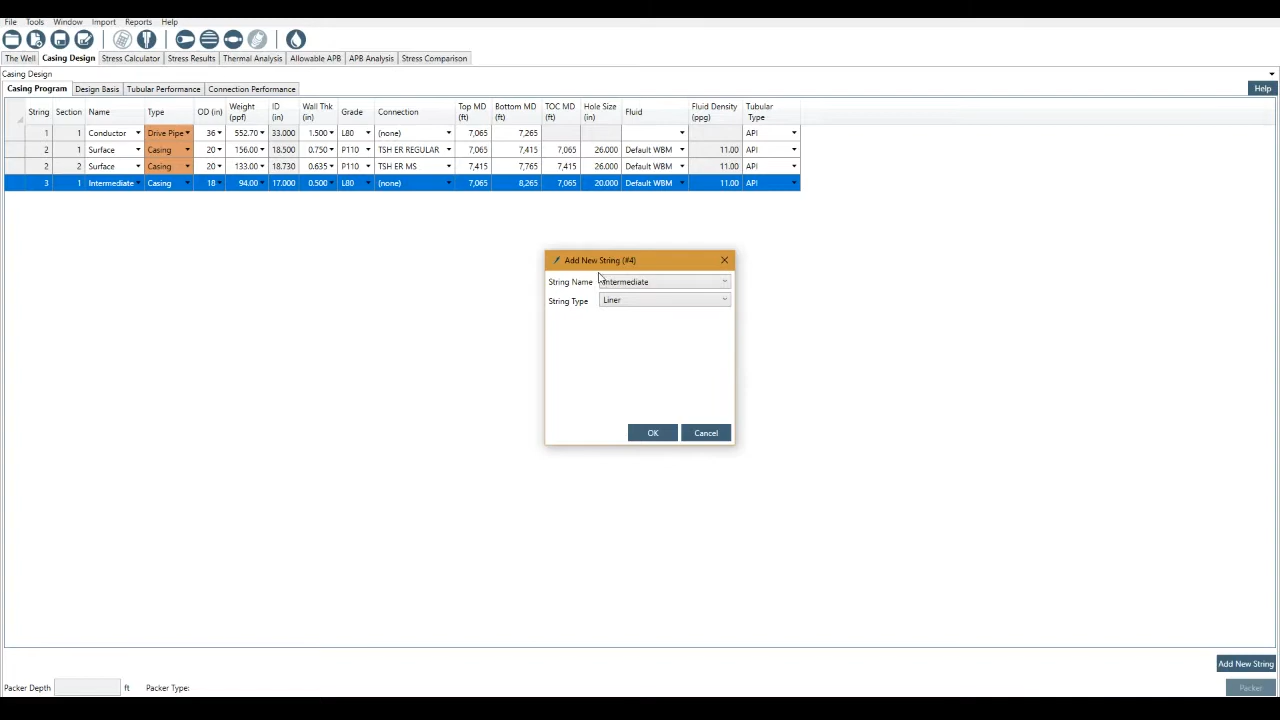 File Tools Window Import Reports Help
The Well Casing Design Stress Calculator Stress Results Thermal Analysis Allowable APB APB Analysis Stress Comparison
Casing Design
Casing Program Design Basis Tubular Performance Connection Performance Help
String Section Name Type OD (in) Weight (ppf) ID (in) Wall Thk (in) Grade Connection Top MD (ft) Bottom MD (ft) TOC MD (ft) Hole Size (in) Fluid Fluid Density (ppg) Tubular Type
1 1 Conductor Drive Pipe 36 552.70 33.000 1.500 L80 (none) 7,065 7,265 API
2 1 Surface Casing 20 156.00 18.500 0.750 P110 TSH ER REGULAR 7,065 7,415 7,065 26.000 Default WBM 11.00 API
2 2 Surface Casing 20 133.00 18.730 0.635 P110 TSH ER MS 7,415 7,765 7,415 26.000 Default WBM 11.00 API
3 1 Intermediate Casing 18 94.00 17.000 0.500 L80 (none) 7,065 8,265 7,065 20.000 Default WBM 11.00 API
Add New String (#4)
String Name Intermediate
String Type Liner
OK Cancel
Add New String
Packer Depth ft Packer Type:
Packer